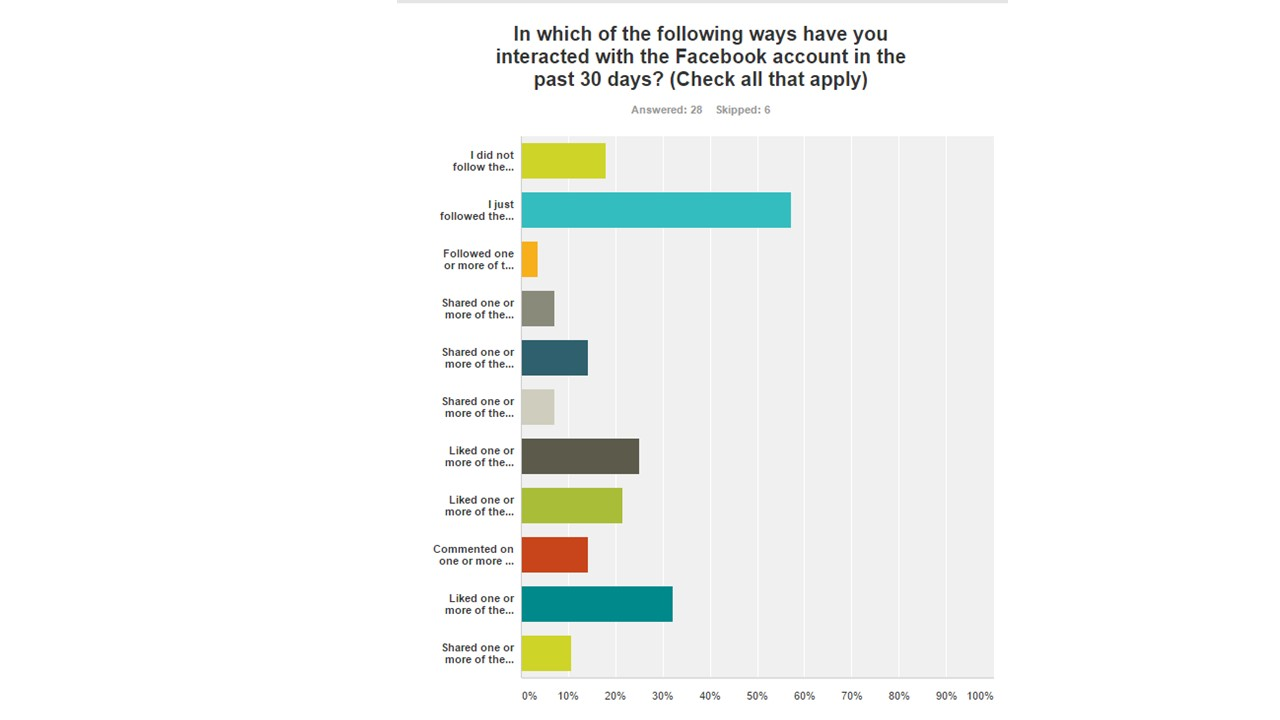 In which of the following ways have you
interacted with the Facebook account in the
past 30 days? (Check all that apply)
Answered: 28 Skipped: 6
I did not
follow the...
I just
followed the...
Followed one
or more of t...
Shared one or
more of the...
Shared one or
more of the...
Shared one or
more of the...
Liked one or
more of the...
Liked one or
more of the...
Commented on
one or more ...
Liked one or
more of the...
Shared one or
more of the...
0% 10% 20% 30% 40% 50% 60% 70% 80% 90% 100%